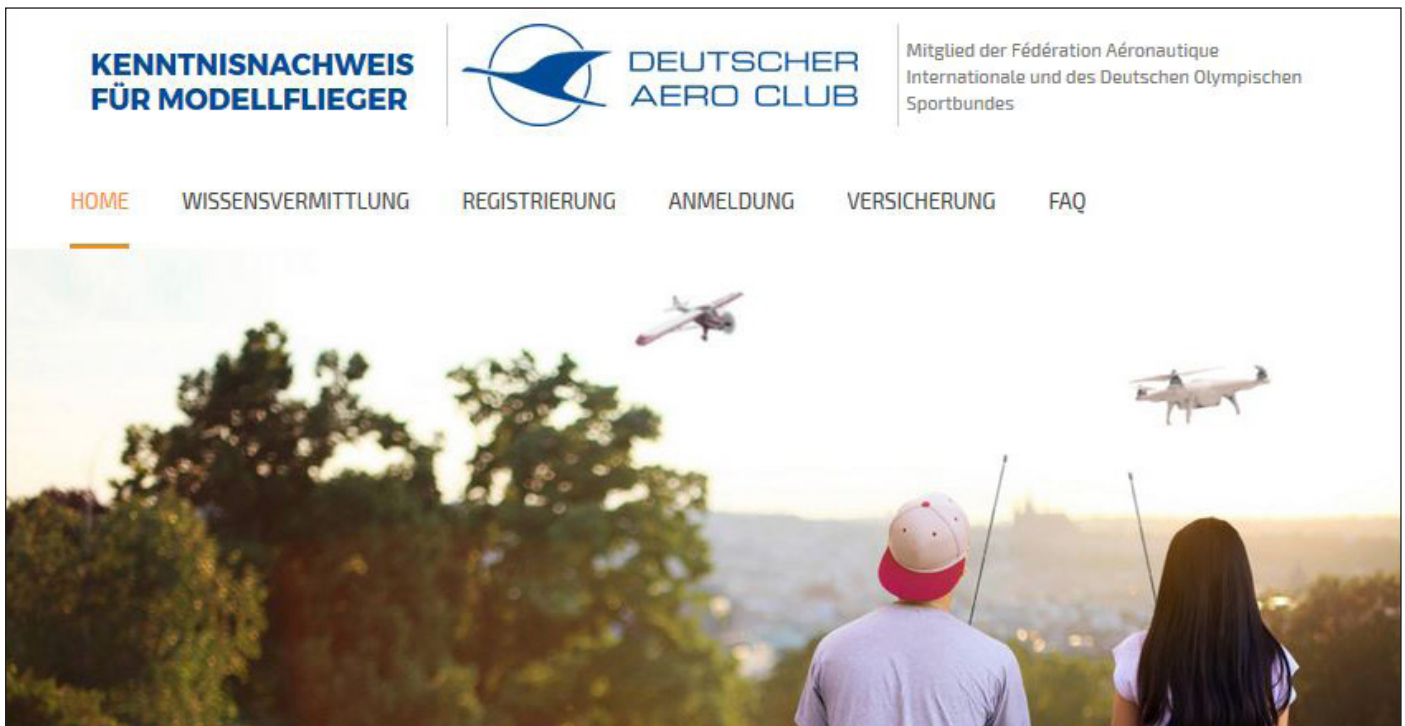 KENNTNISNACHWEIS
FÜR MODELLFLIEGER
DEUTSCHER
AERO CLUB
Mitglied der Fédération Aéronautique
Internationale und des Deutschen Olympischen
Sportbundes
HOME WISSENSVERMITTLUNG REGISTRIERUNG ANMELDUNG VERSICHERUNG FAQ